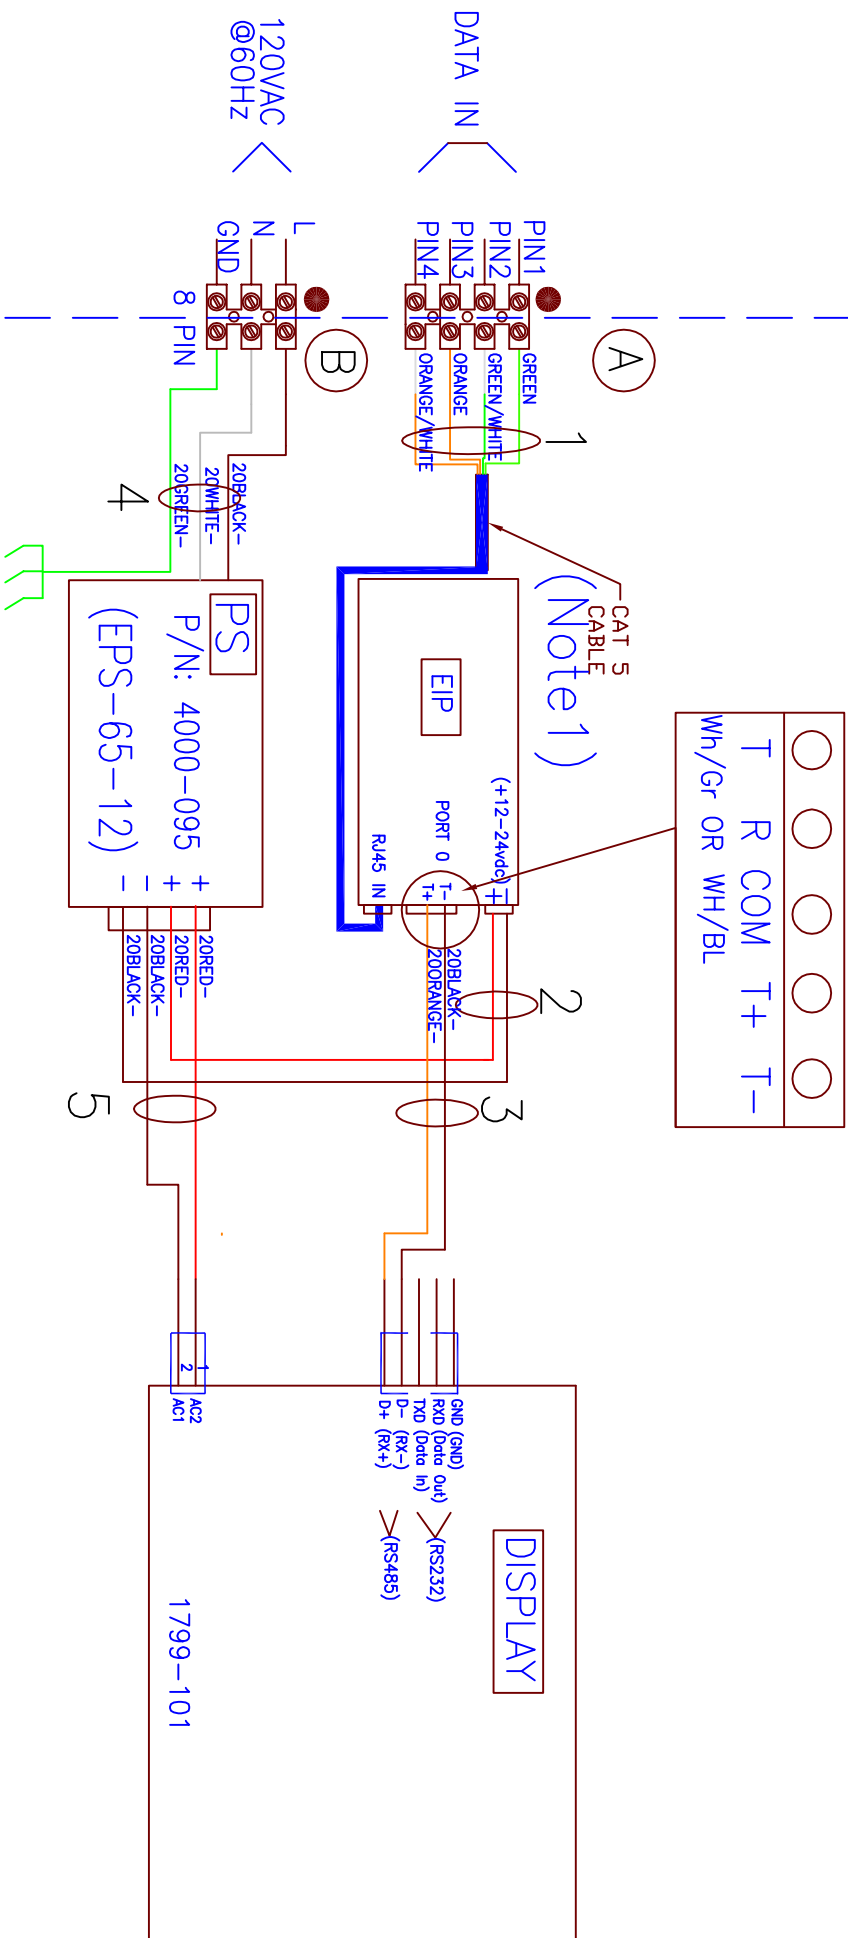 DATA IN
120VAC
@60Hz
PIN1
PIN2
PIN3
PIN4
L
N
GND
8 PIN
A
B
GREEN
GREEN/WHITE
ORANGE
ORANGE/WHITE
1
20BLACK-
20WHITE-
20GREEN-
4
CAT 5
CABLE
(Note1)
EIP
(+12-24vdc)
- +
PORT 0
T-
T+
RJ45 IN
PS
P/N: 4000-095
(EPS-65-12)
+
+
-
-
T R COM T+ T-
Wh/Gr OR WH/BL
20BLACK-
20ORANGE-
2
3
20RED-
20RED-
20BLACK-
20BLACK-
5
1
2
AC2
AC1
GND (GND)
RXD (Data Out)
TXD (Data In)
D- (RX-)
D+ (RX+)
(RS232)
(RS485)
DISPLAY
1799-101